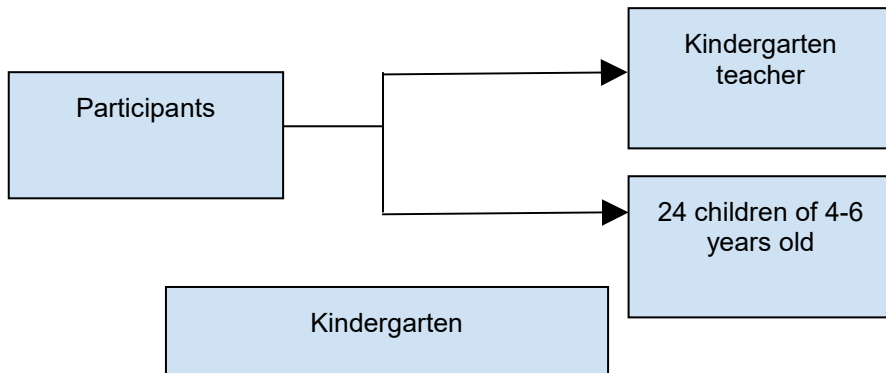 Participants
Kindergarten
teacher
24 children of 4-6
years old
Kindergarten